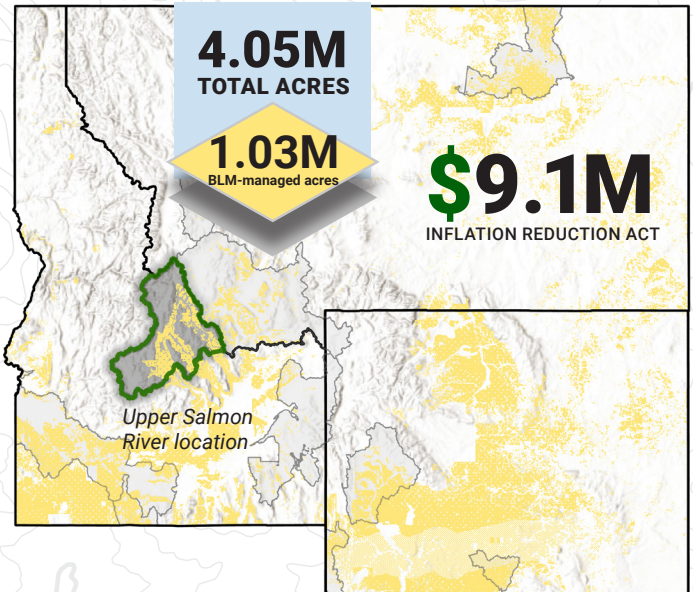 4.05M
TOTAL ACRES
1.03M
BLM-managed acres
$9.1M
INFLATION REDUCTION ACT
Upper Salmon
River location